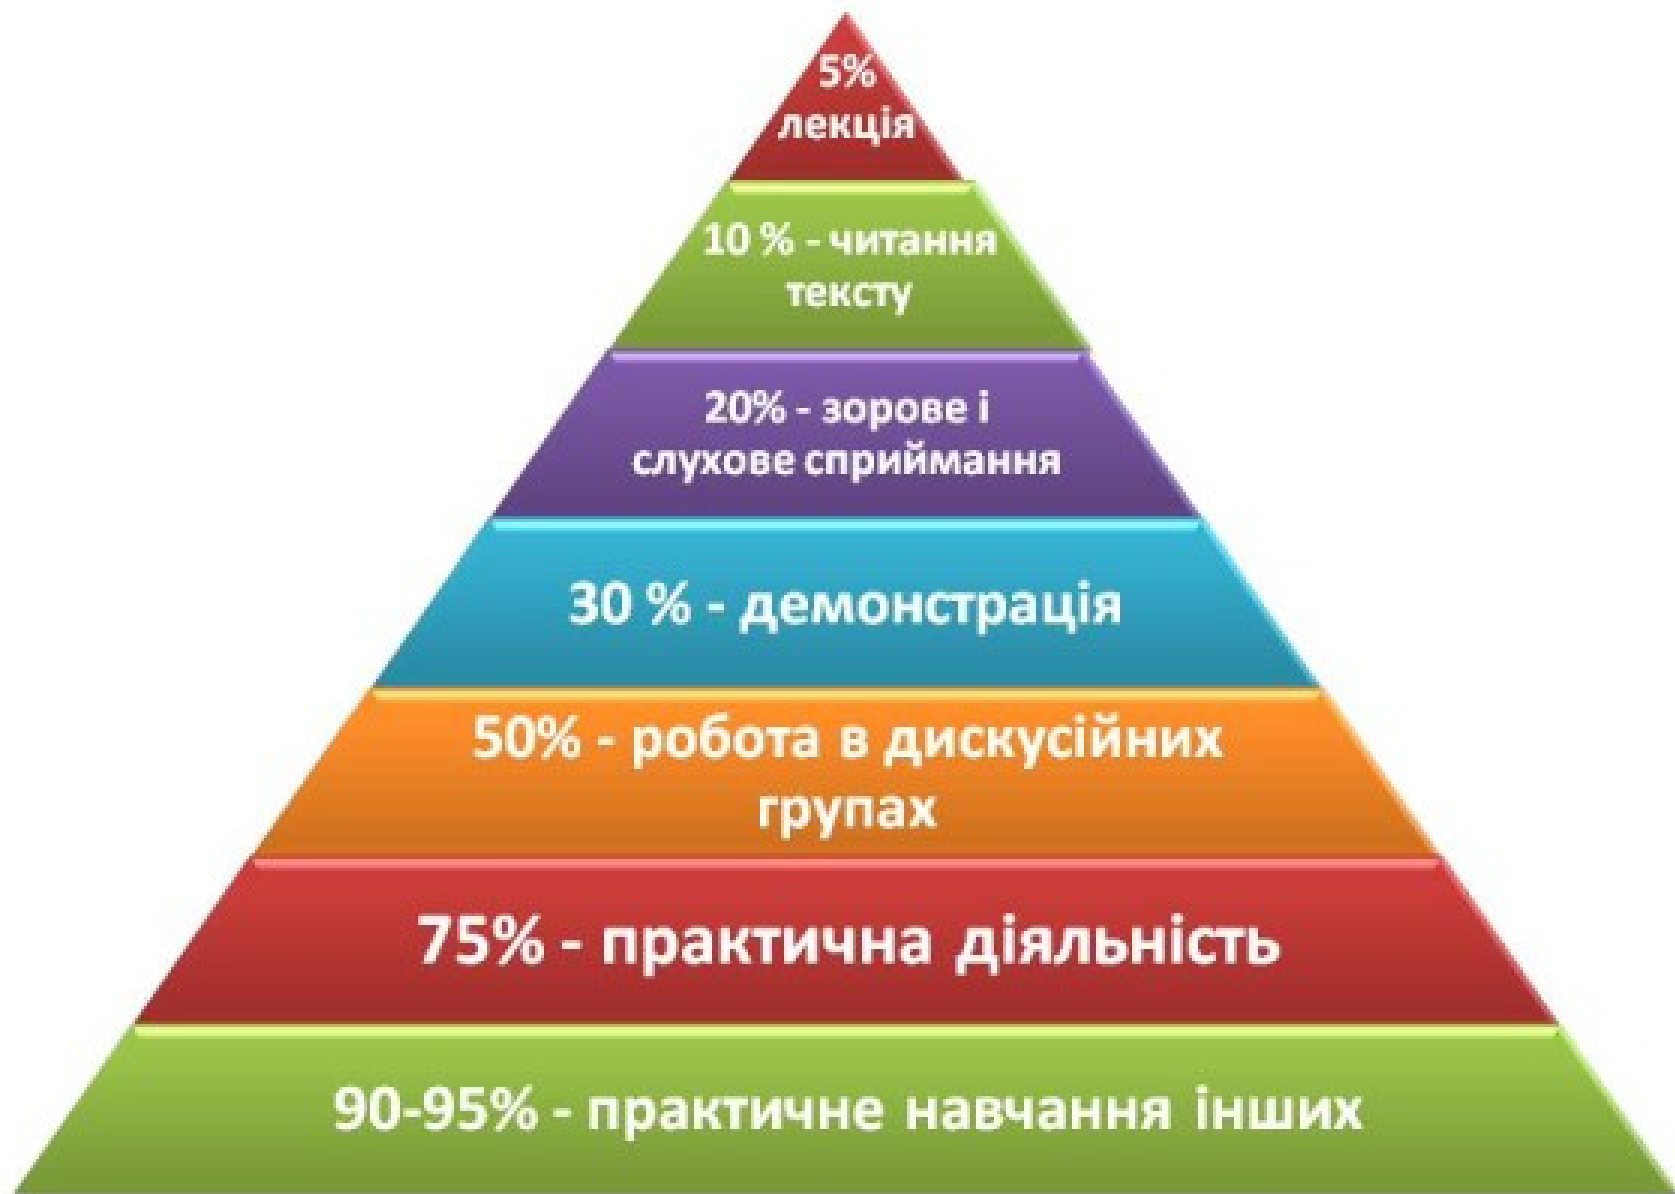 5%
лекція
10 % - читання
тексту
20% - зорове і
слухове сприймання
30 % - демонстрація
50% - робота в дискусійних
групах
75% - практична діяльність
90-95% - практичне навчання інших